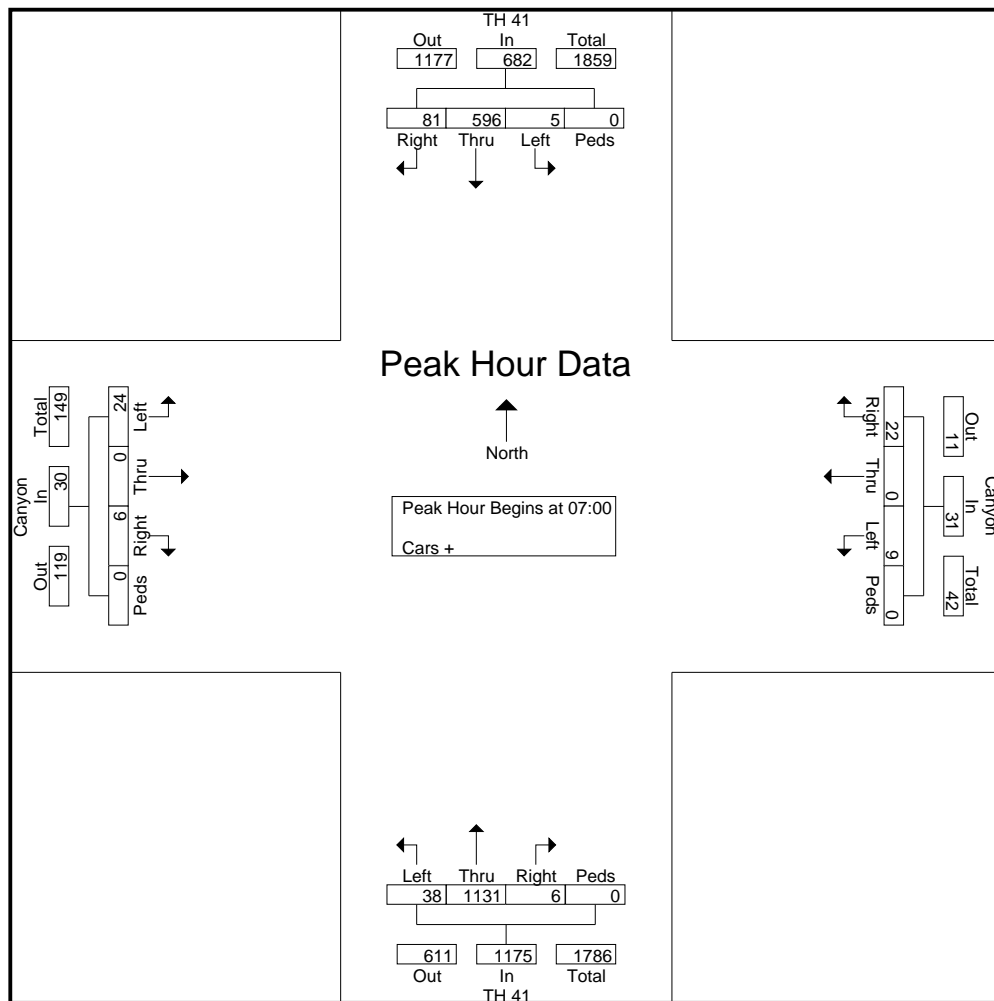 TH 41
Out In Total
1177 682 1859
81 596 5 0
Right Thru Left Peds
Peak Hour Data
North
Peak Hour Begins at 07:00
Cars +
Canyon
Total In Out
149 30 119
24 0 6 0
Left Thru Right Peds
Canyon
Out In Total
11 31 42
22 0 9 0
Right Thru Left Peds
Left Thru Right Peds
38 1131 6 0
611 1175 1786
Out In Total
TH 41